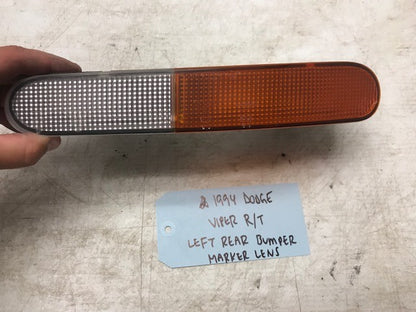 1994 DODGE
VIPER R/T
LEFT REAR BUMPER
MARKER LENS